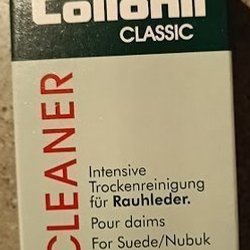 Collonil
CLASSIC
CLEANER
Intensive
Trockenreinigung
für Rauhleder.
Pour daims
For Suede/Nubuk